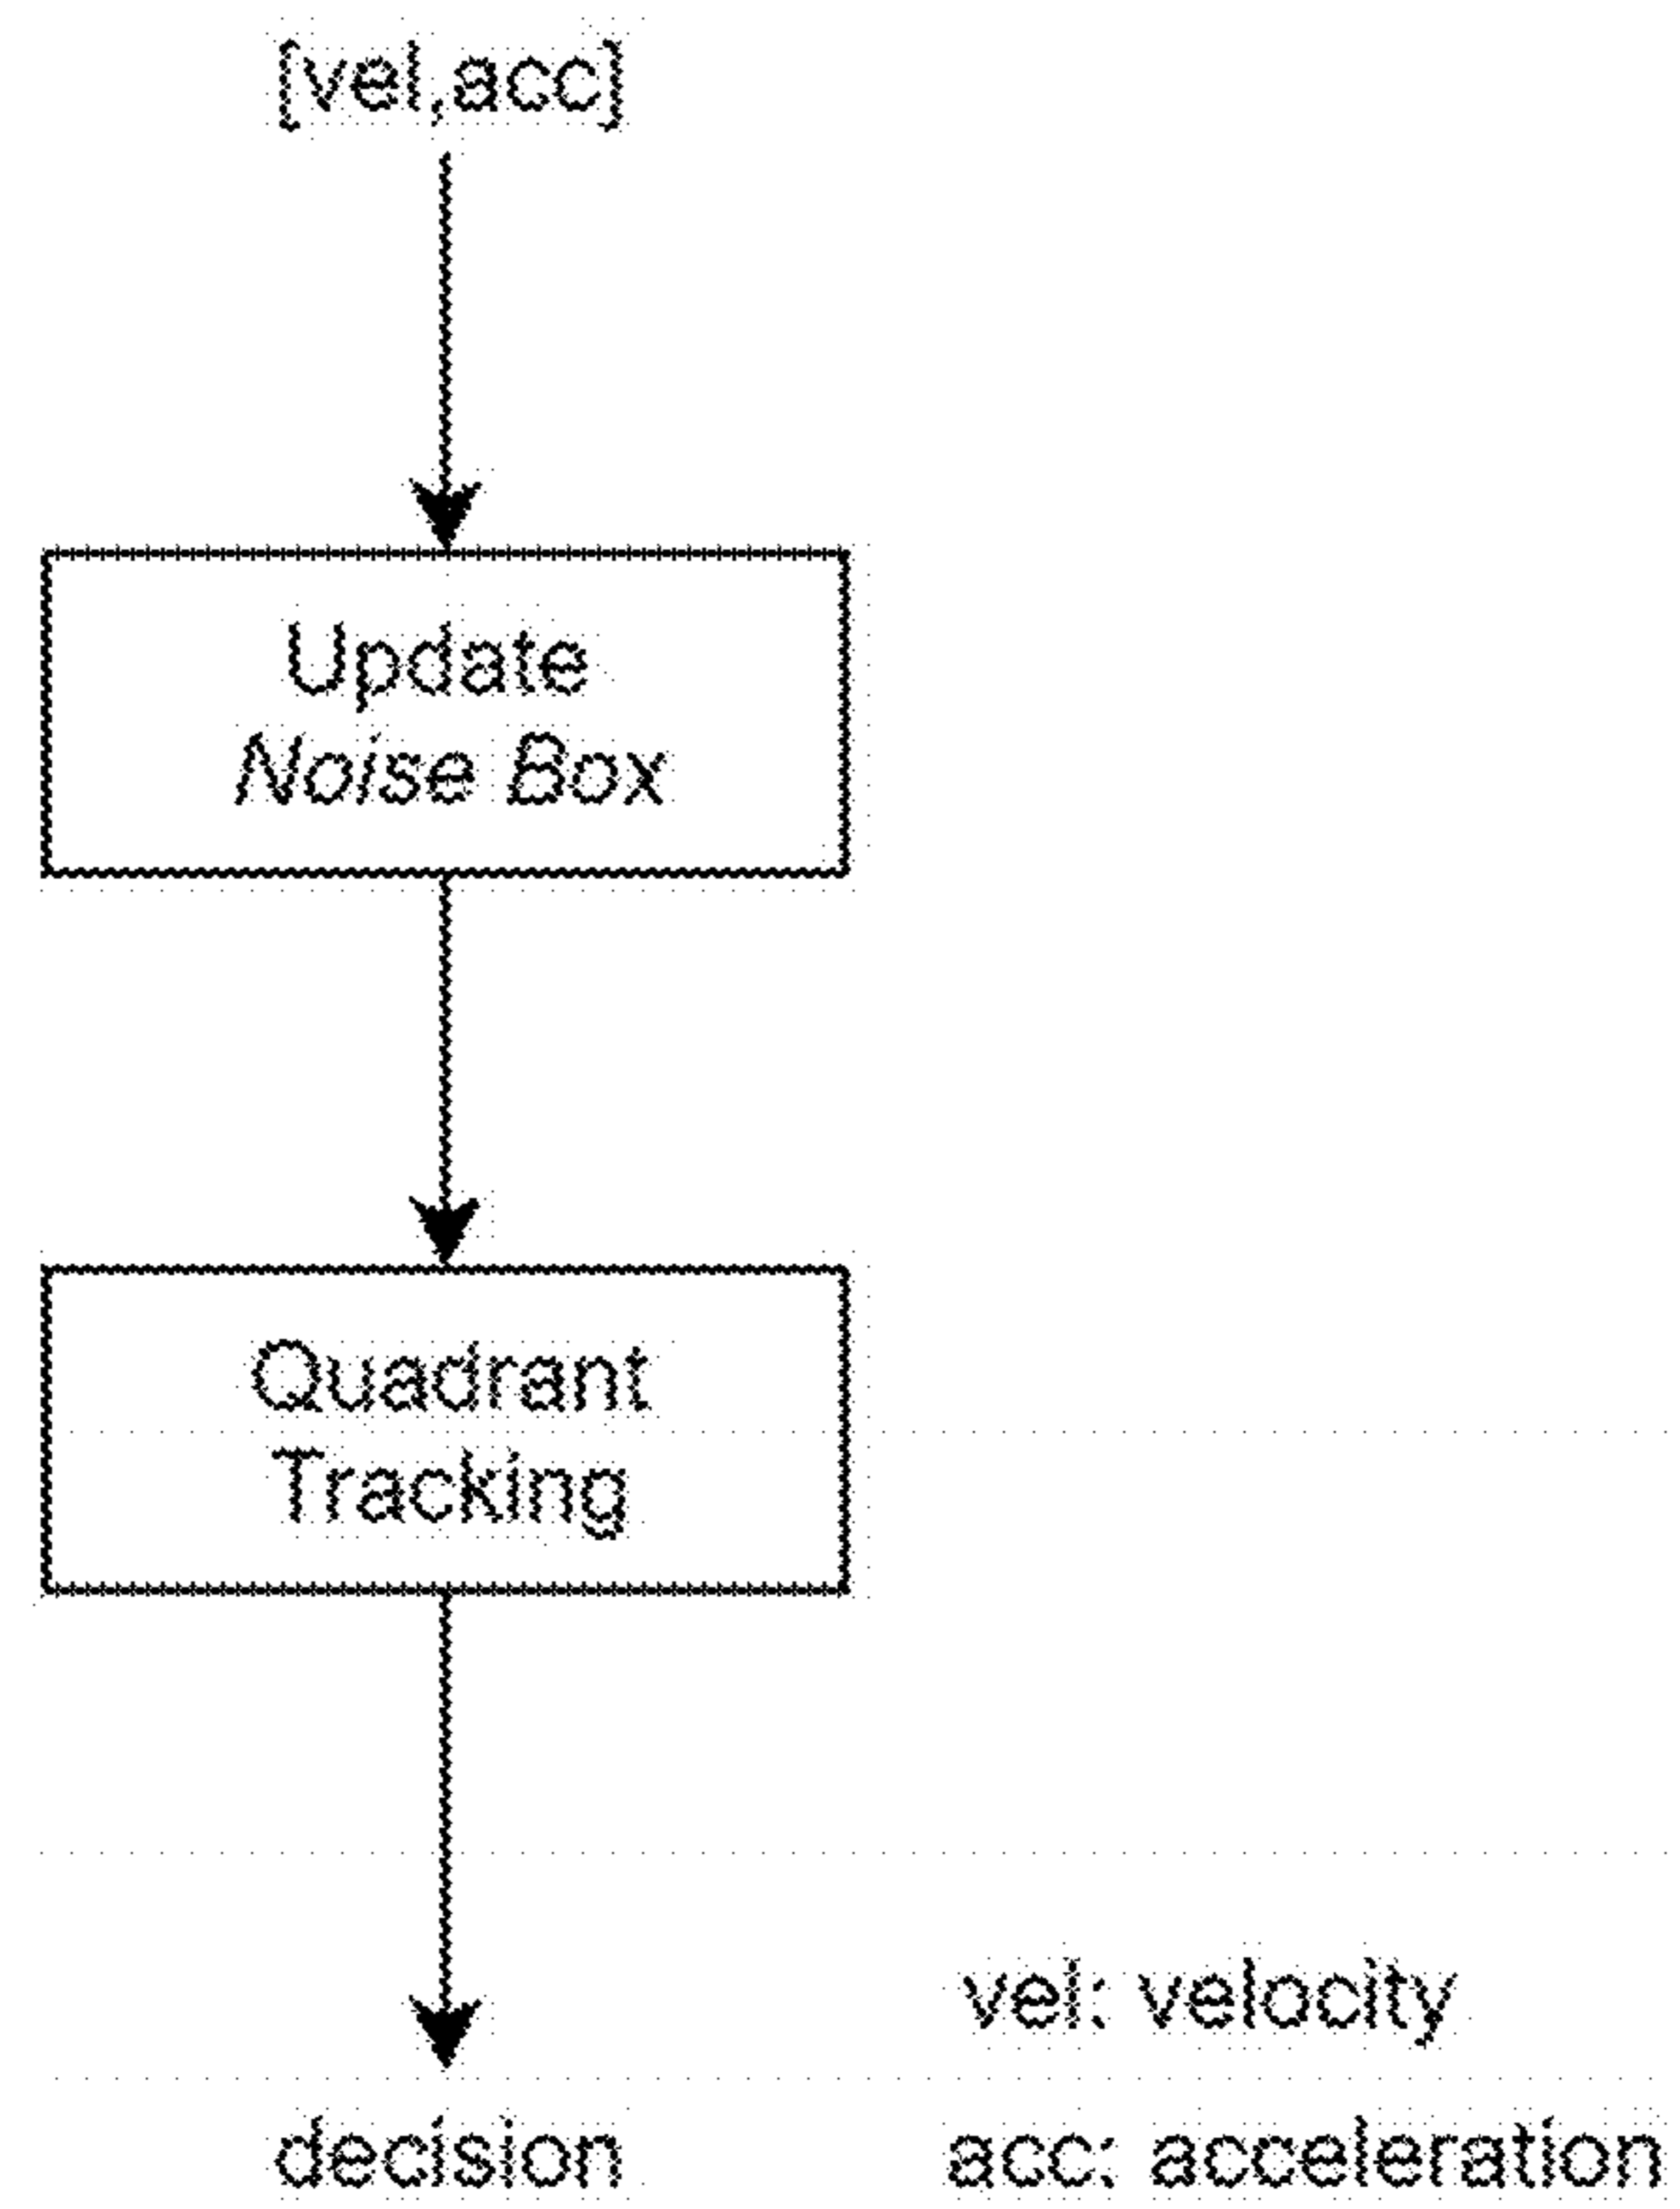 [vel,acc]
Update
Noise Box
Quadrant
Tracking
decision
vel: velocity
acc: acceleration